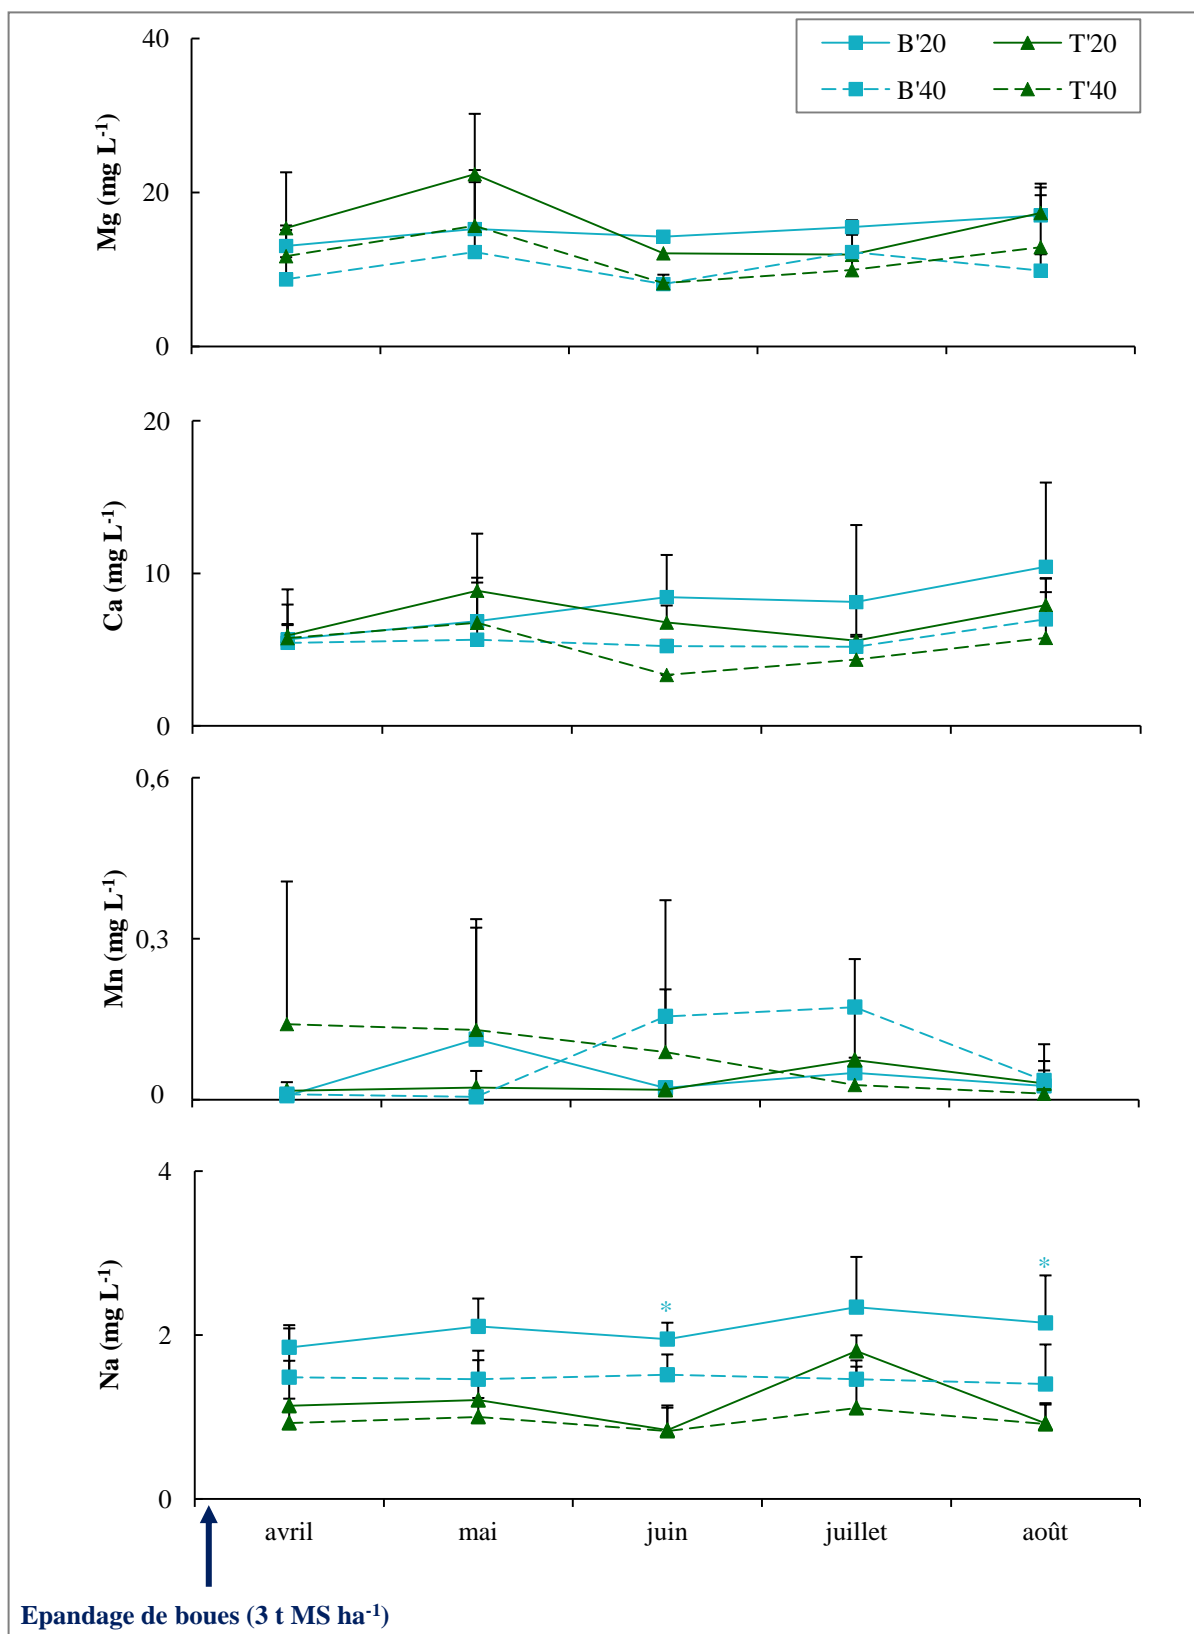 B'20 T'20
B'40 T'40
40
20
0
Mg (mg L⁻¹)
20
10
0
Ca (mg L⁻¹)
0,6
0,3
0
Mn (mg L⁻¹)
4
2
0
Na (mg L⁻¹)
* *
avril mai juin juillet août
Epandage de boues (3 t MS ha⁻¹)